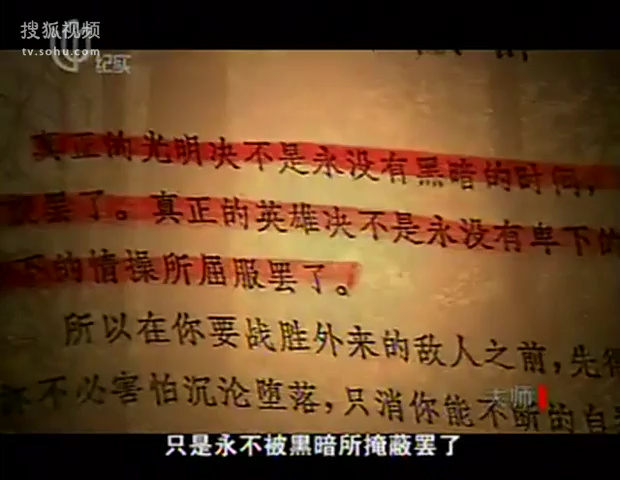 搜狐视频
tv.sohu.com
纪实
真正的光明决不是永没有黑暗的时间，
罢了。真正的英雄决不是永没有卑下的
下的情操所屈服罢了。
所以在你要战胜外来的敌人之前，先得
不必害怕沉沦堕落，只消你能不断的自
大师
只是永不被黑暗所掩蔽罢了